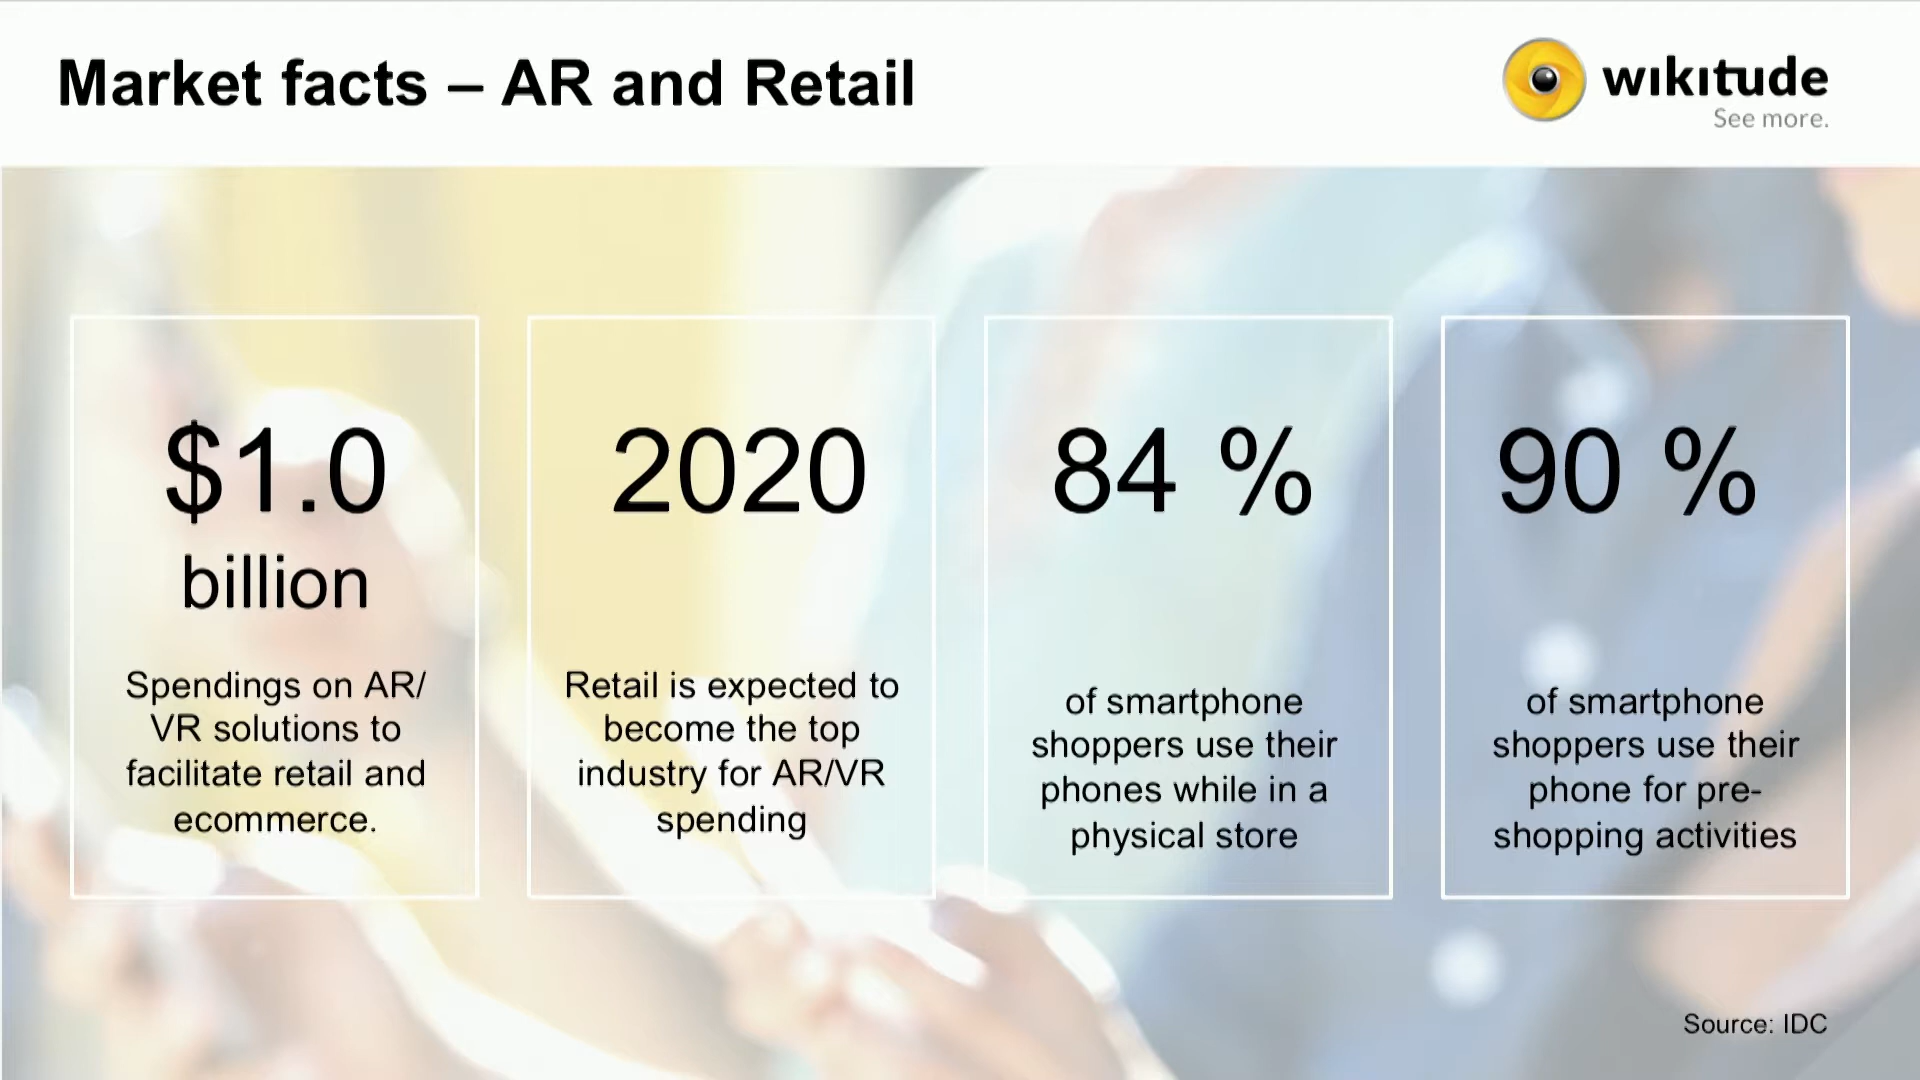 Market facts – AR and Retail
wikitude
See more.
$1.0
billion
Spendings on AR/
VR solutions to
facilitate retail and
ecommerce.
2020
Retail is expected to
become the top
industry for AR/VR
spending
84 %
of smartphone
shoppers use their
phones while in a
physical store
90 %
of smartphone
shoppers use their
phone for pre-
shopping activities
Source: IDC